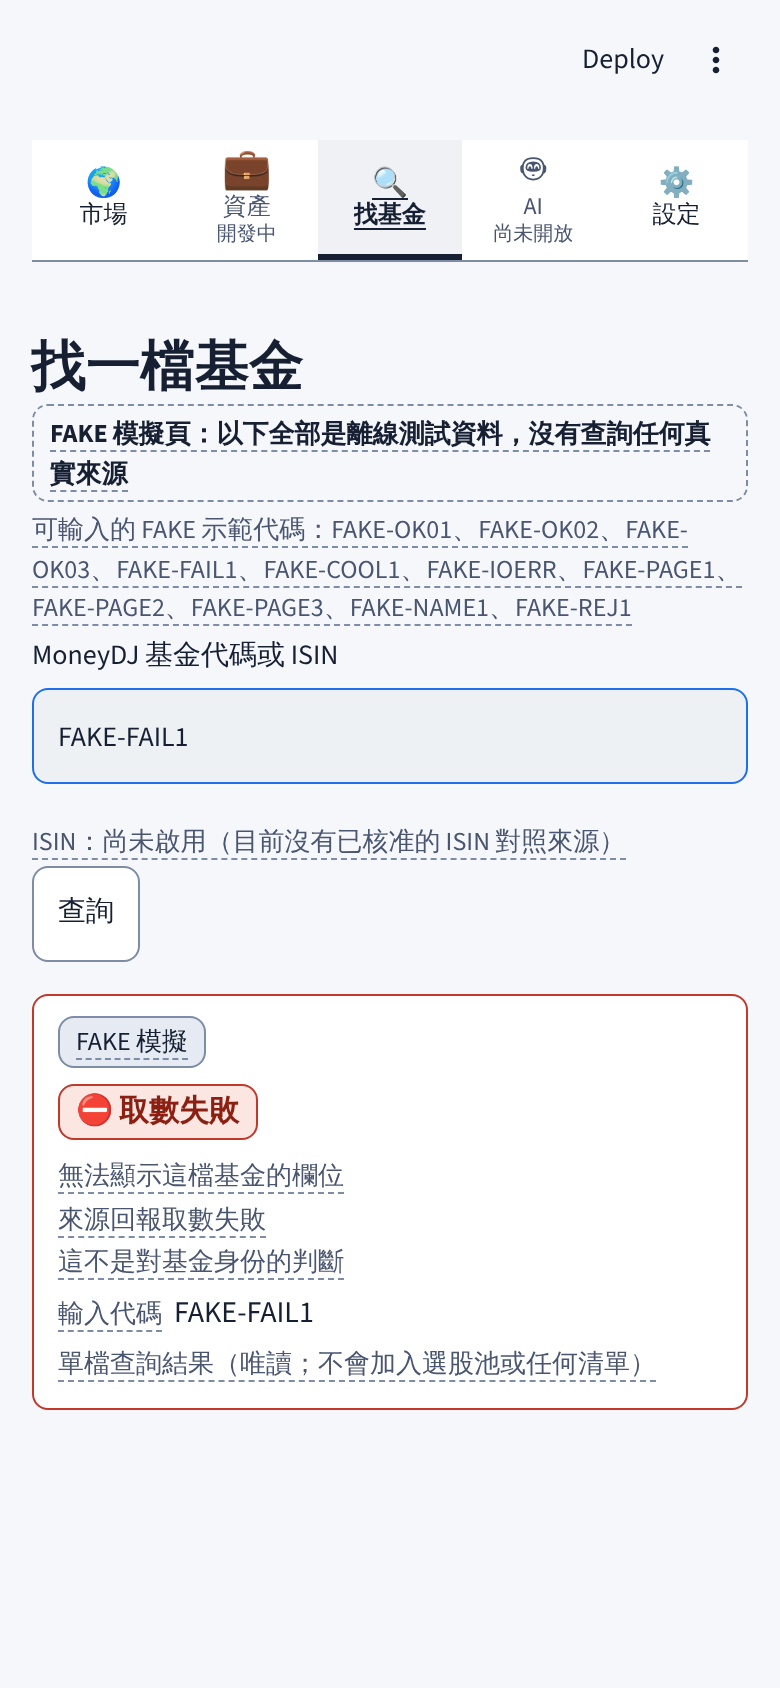 Deploy
市場
資產
開發中
找基金
AI
尚未開放
設定
找一檔基金
FAKE 模擬頁：以下全部是離線測試資料，沒有查詢任何真
實來源
可輸入的 FAKE 示範代碼：FAKE-OK01、FAKE-OK02、FAKE-
OK03、FAKE-FAIL1、FAKE-COOL1、FAKE-IOERR、FAKE-PAGE1、
FAKE-PAGE2、FAKE-PAGE3、FAKE-NAME1、FAKE-REJ1
MoneyDJ 基金代碼或 ISIN
FAKE-FAIL1
ISIN：尚未啟用（目前沒有已核准的 ISIN 對照來源）
查詢
FAKE 模擬
取數失敗
無法顯示這檔基金的欄位
來源回報取數失敗
這不是對基金身份的判斷
輸入代碼 FAKE-FAIL1
單檔查詢結果（唯讀；不會加入選股池或任何清單）